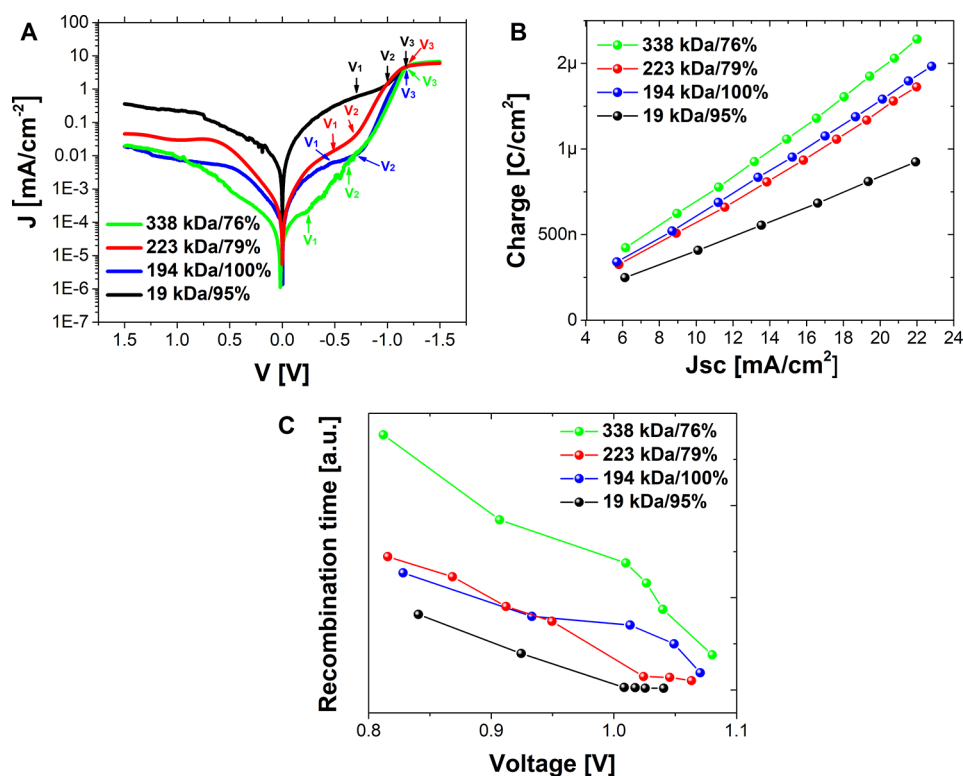 A
J [mA/cm⁻²]
100
10
1
0.1
0.01
1E-3
1E-4
1E-5
1E-6
1E-7
V₁
V₂
V₃
V₃
V₃
V₃
V₂
V₁
V₁
V₂
V₂
V₁
338 kDa/76%
223 kDa/79%
194 kDa/100%
19 kDa/95%
1.5 1.0 0.5 0.0 -0.5 -1.0 -1.5
V [V]
B
Charge [C/cm²]
2µ
1µ
500n
0
338 kDa/76%
223 kDa/79%
194 kDa/100%
19 kDa/95%
4 6 8 10 12 14 16 18 20 22 24
Jsc [mA/cm²]
C
Recombination time [a.u.]
338 kDa/76%
223 kDa/79%
194 kDa/100%
19 kDa/95%
0.8 0.9 1.0 1.1
Voltage [V]